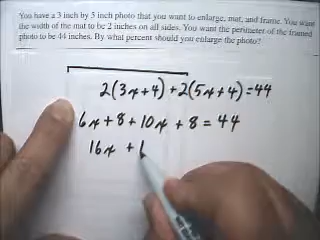 You have a 3 inch by 5 inch photo that you want to enlarge, mat, and frame. You want
the width of the mat to be 2 inches on all sides. You want the perimeter of the framed
photo to be 44 inches. By what percent should you enlarge the photo?
2(3x+4)+2(5x+4)=44
6x+8+10x+8=44
16x+1